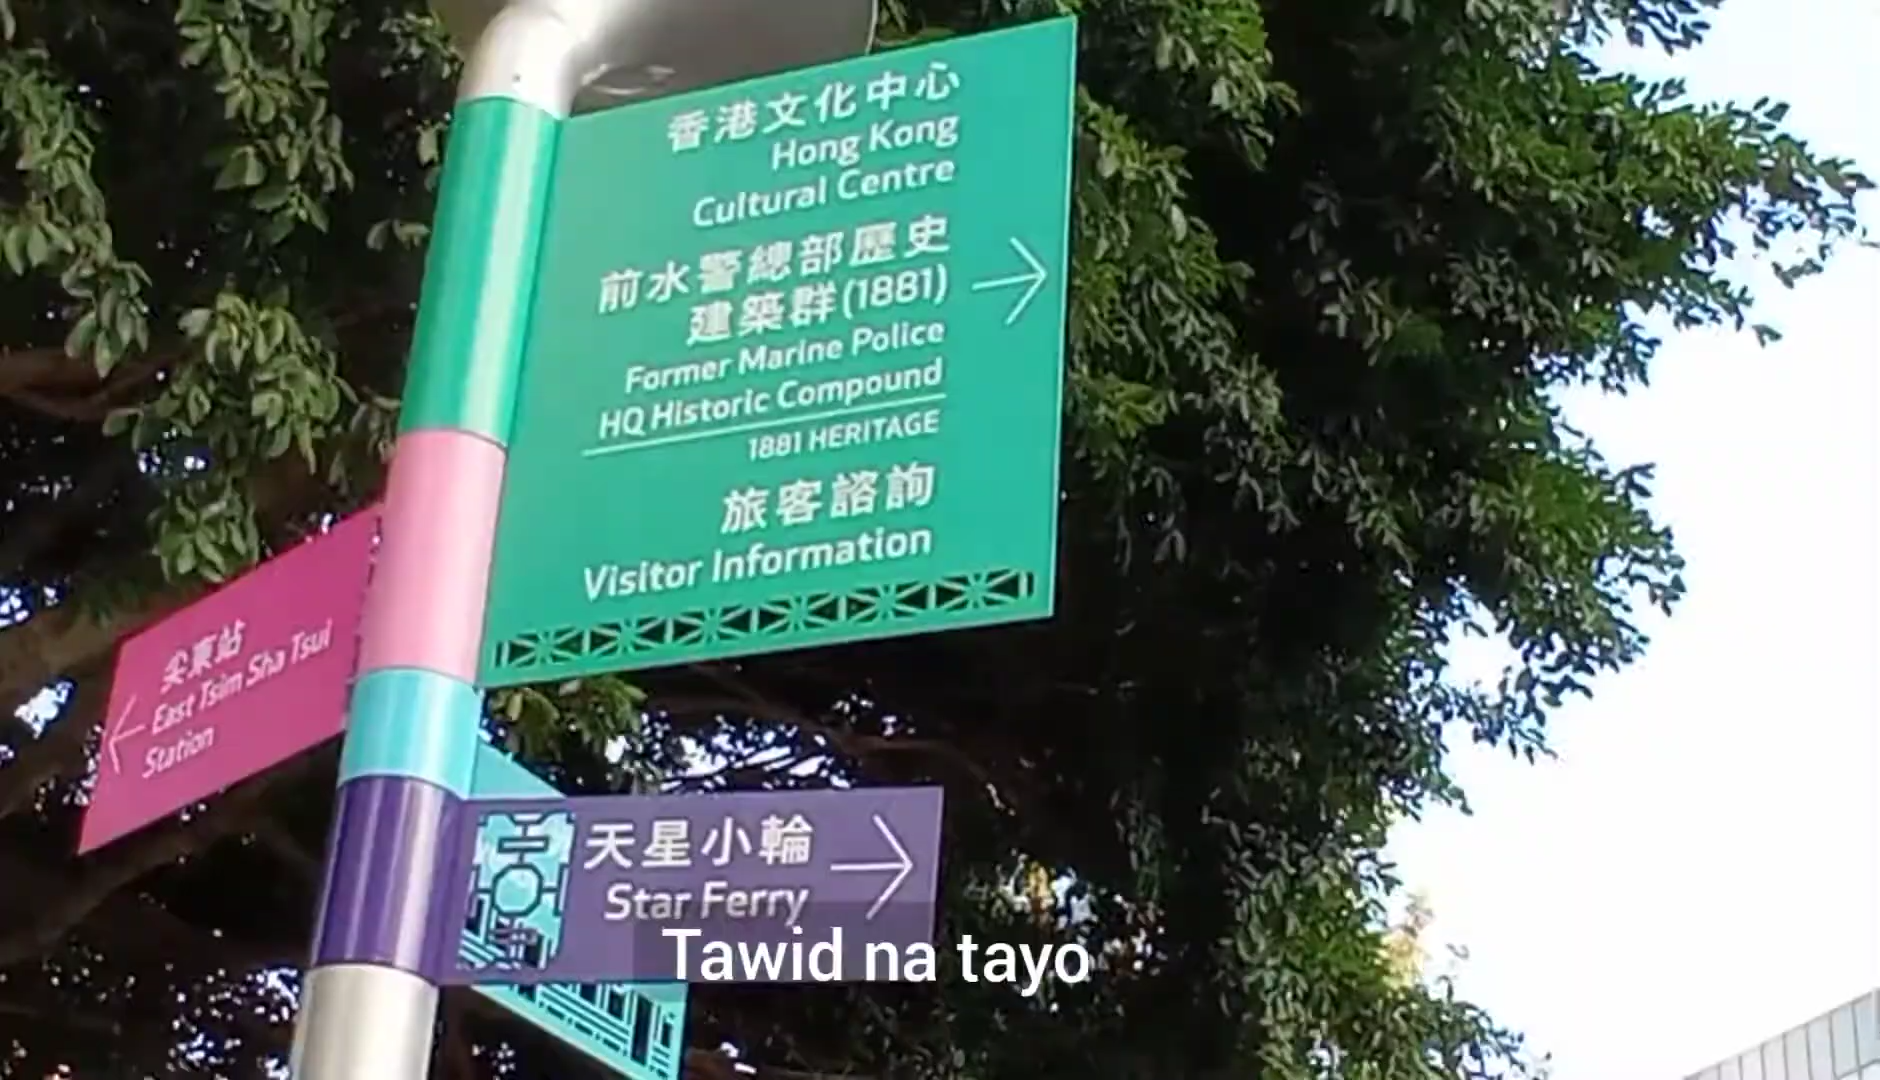 香港文化中心
Hong Kong
Cultural Centre
前水警總部歷史
建築群(1881)
Former Marine Police
HQ Historic Compound
1881 HERITAGE
旅客諮詢
Visitor Information
尖東站
East Tsim Sha Tsui
Station
天星小輪
Star Ferry
Tawid na tayo